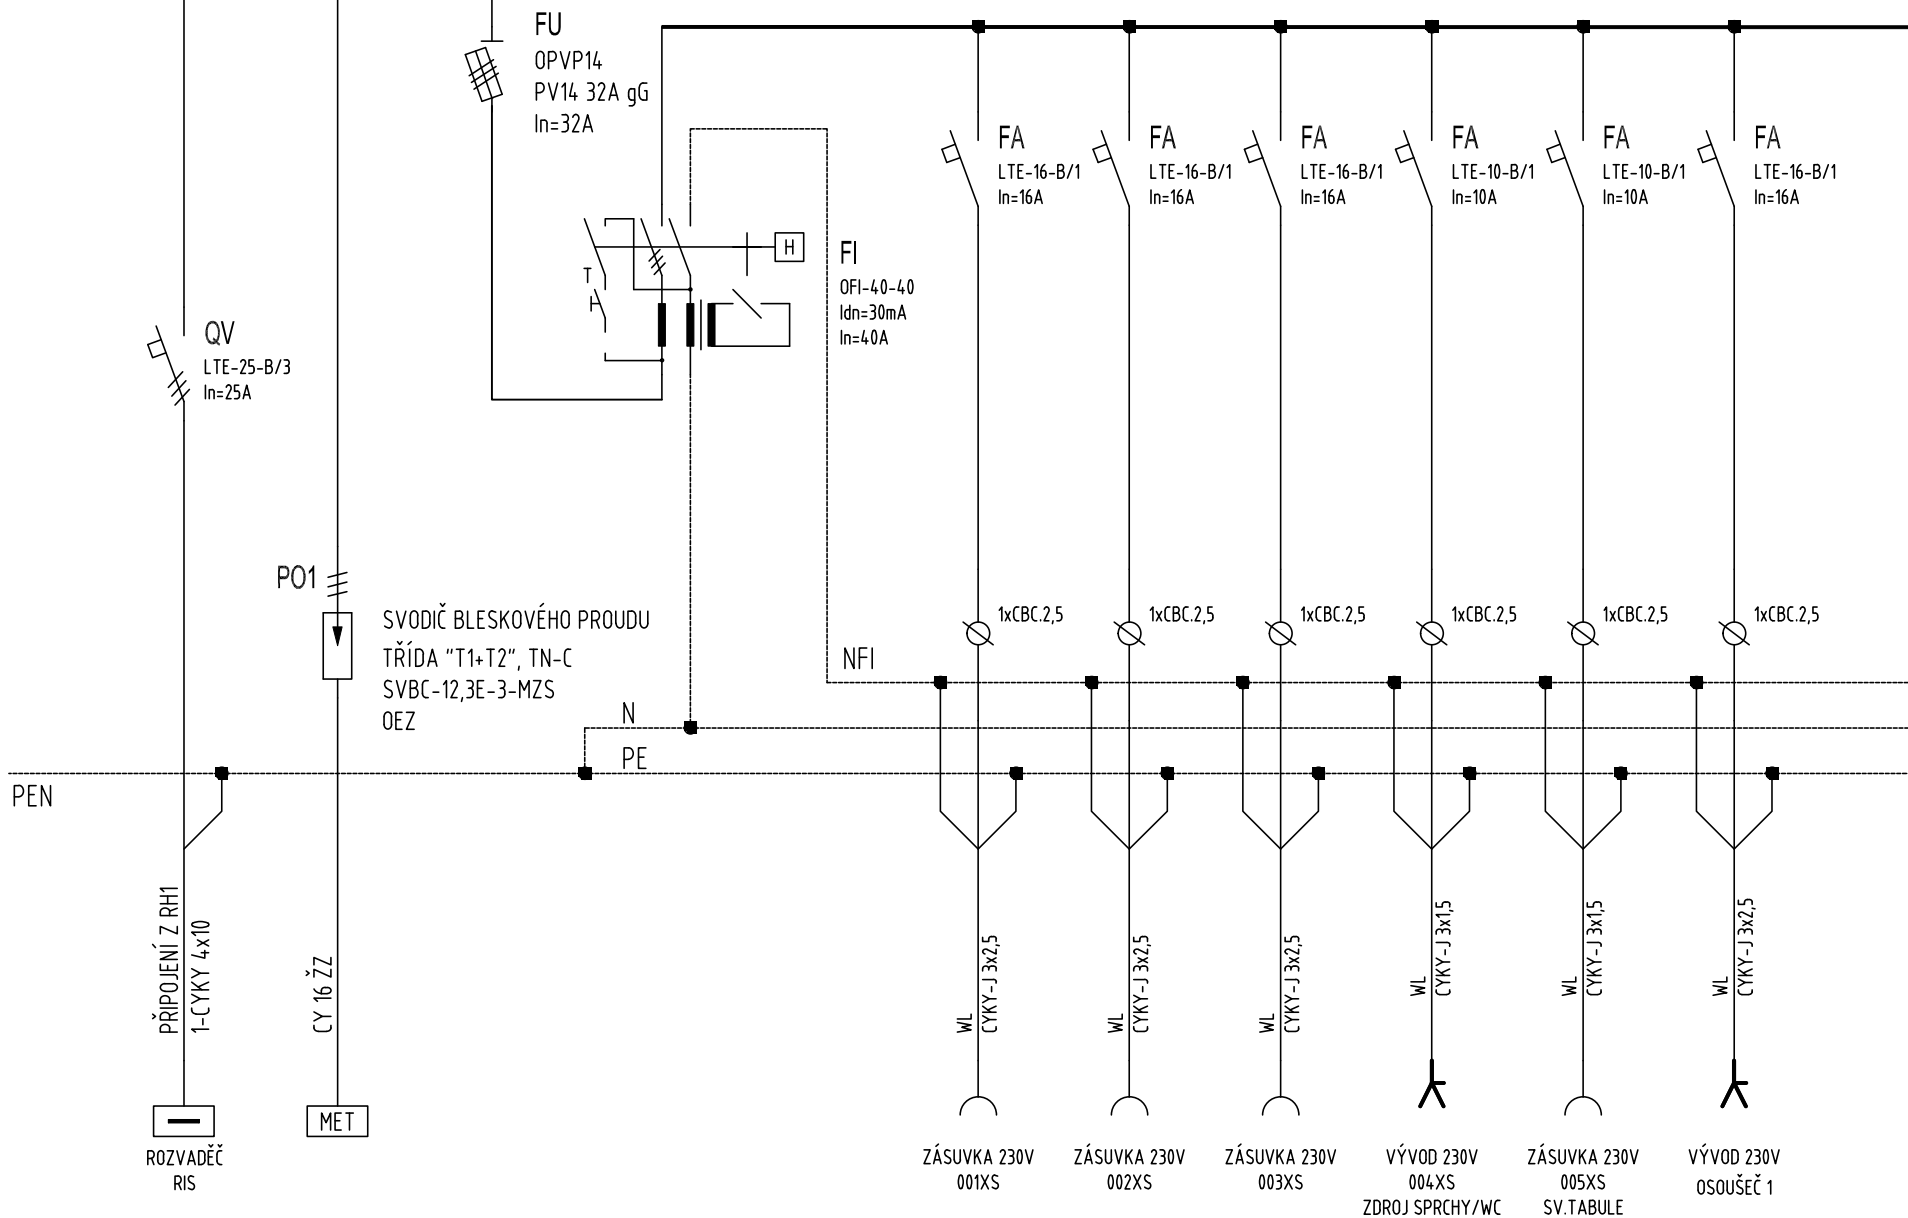 FU
OPVP14
PV14 32A gG
In=32A
FA
LTE-16-B/1
In=16A
FA
LTE-16-B/1
In=16A
FA
LTE-16-B/1
In=16A
FA
LTE-10-B/1
In=10A
FA
LTE-10-B/1
In=10A
FA
LTE-16-B/1
In=16A
H
T
FI
OFI-40-40
Idn=30mA
In=40A
QV
LTE-25-B/3
In=25A
PO1
SVODIČ BLESKOVÉHO PROUDU
TŘÍDA "T1+T2", TN-C
SVBC-12,3E-3-MZS
OEZ
1xCBC.2,5
1xCBC.2,5
1xCBC.2,5
1xCBC.2,5
1xCBC.2,5
1xCBC.2,5
NFI
N
PE
PEN
PŘIPOJENÍ Z RH1
1-CYKY 4x10
CY 16 ŽZ
WL
CYKY-J 3x2,5
WL
CYKY-J 3x2,5
WL
CYKY-J 3x2,5
WL
CYKY-J 3x1,5
WL
CYKY-J 3x1,5
WL
CYKY-J 3x2,5
MET
ROZVADĚČ
RIS
ZÁSUVKA 230V
001XS
ZÁSUVKA 230V
002XS
ZÁSUVKA 230V
003XS
VÝVOD 230V
004XS
ZDROJ SPRCHY/WC
ZÁSUVKA 230V
005XS
SV.TABULE
VÝVOD 230V
OSOUŠEČ 1